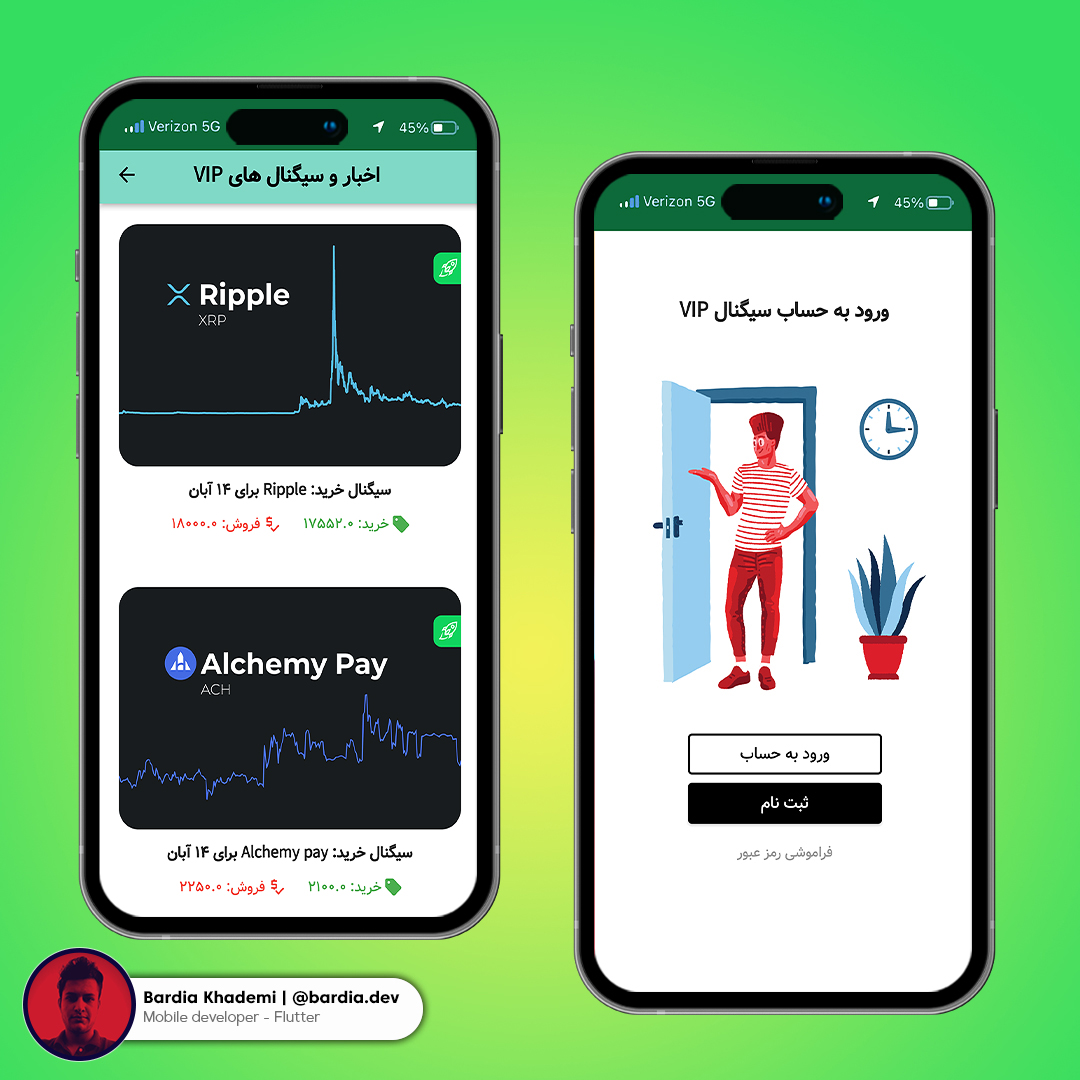 Verizon 5G
45%
اخبار و سیگنال های VIP
Ripple
XRP
سیگنال خرید: Ripple برای ۱۴ آبان
خرید: ۱۷۵۵۲.۰ فروش: ۱۸۰۰۰.۰
Alchemy Pay
ACH
سیگنال خرید: Alchemy pay برای ۱۴ آبان
خرید: ۲۱۰۰.۰ فروش: ۲۲۵۰.۰
Verizon 5G
45%
ورود به حساب سیگنال VIP
ورود به حساب
ثبت نام
فراموشی رمز عبور
Bardia Khademi | @bardia.dev
Mobile developer - Flutter